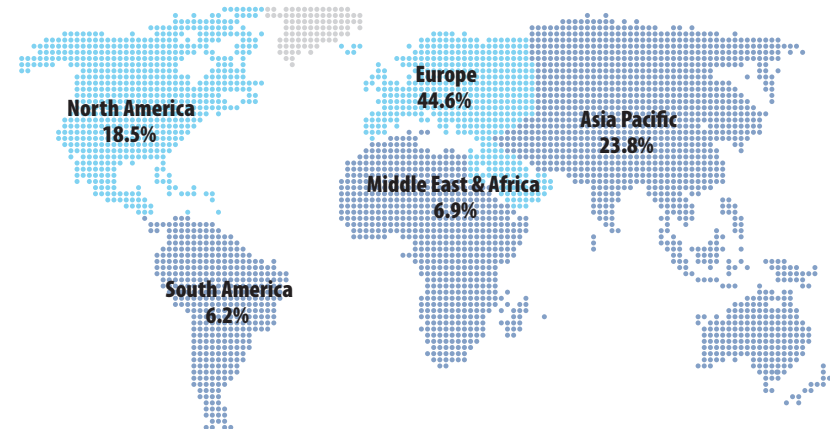 Europe
44.6%
North America
18.5%
Asia Pacific
23.8%
Middle East & Africa
6.9%
South America
6.2%